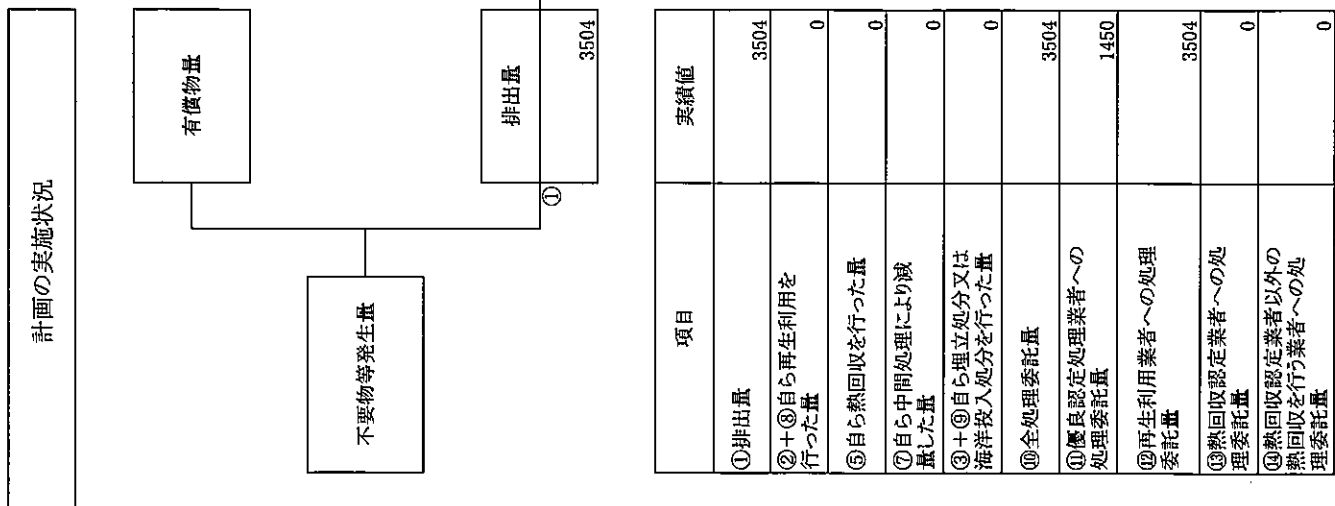 計画の実施状況
有償物量
不要物等発生量
①
排出量
3504
項目
実績値
①排出量
3504
②+⑧自ら再生利用を
行った量
0
⑤自ら熱回収を行った量
0
⑦自ら中間処理により減
量した量
0
③+⑨自ら埋立処分又は
海洋投入処分を行った量
0
⑩全処理委託量
3504
⑪優良認定処理業者への
処理委託量
1450
⑫再生利用業者への処理
委託量
3504
⑬熱回収認定業者への処
理委託量
0
⑭熱回収認定業者以外の
熱回収を行う業者への処
理委託量
0